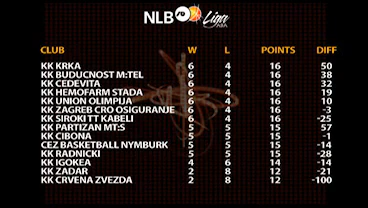 NLB Liga
ABA
CLUB W L POINTS DIFF
KK KRKA 6 4 16 50
KK BUDUCNOST M:TEL 6 4 16 38
KK CEDEVITA 6 4 16 32
KK HEMOFARM STADA 6 4 16 19
KK UNION OLIMPIJA 6 4 16 10
KK ZAGREB CRO OSIGURANJE 6 4 16 -3
KK SIROKI TT KABELI 6 4 16 -25
KK PARTIZAN MT:S 5 5 15 57
KK CIBONA 5 5 15 -1
CEZ BASKETBALL NYMBURK 5 5 15 -14
KK RADNICKI 5 5 15 -28
KK IGOKEA 4 6 14 -14
KK ZADAR 2 8 12 -21
KK CRVENA ZVEZDA 2 8 12 -100